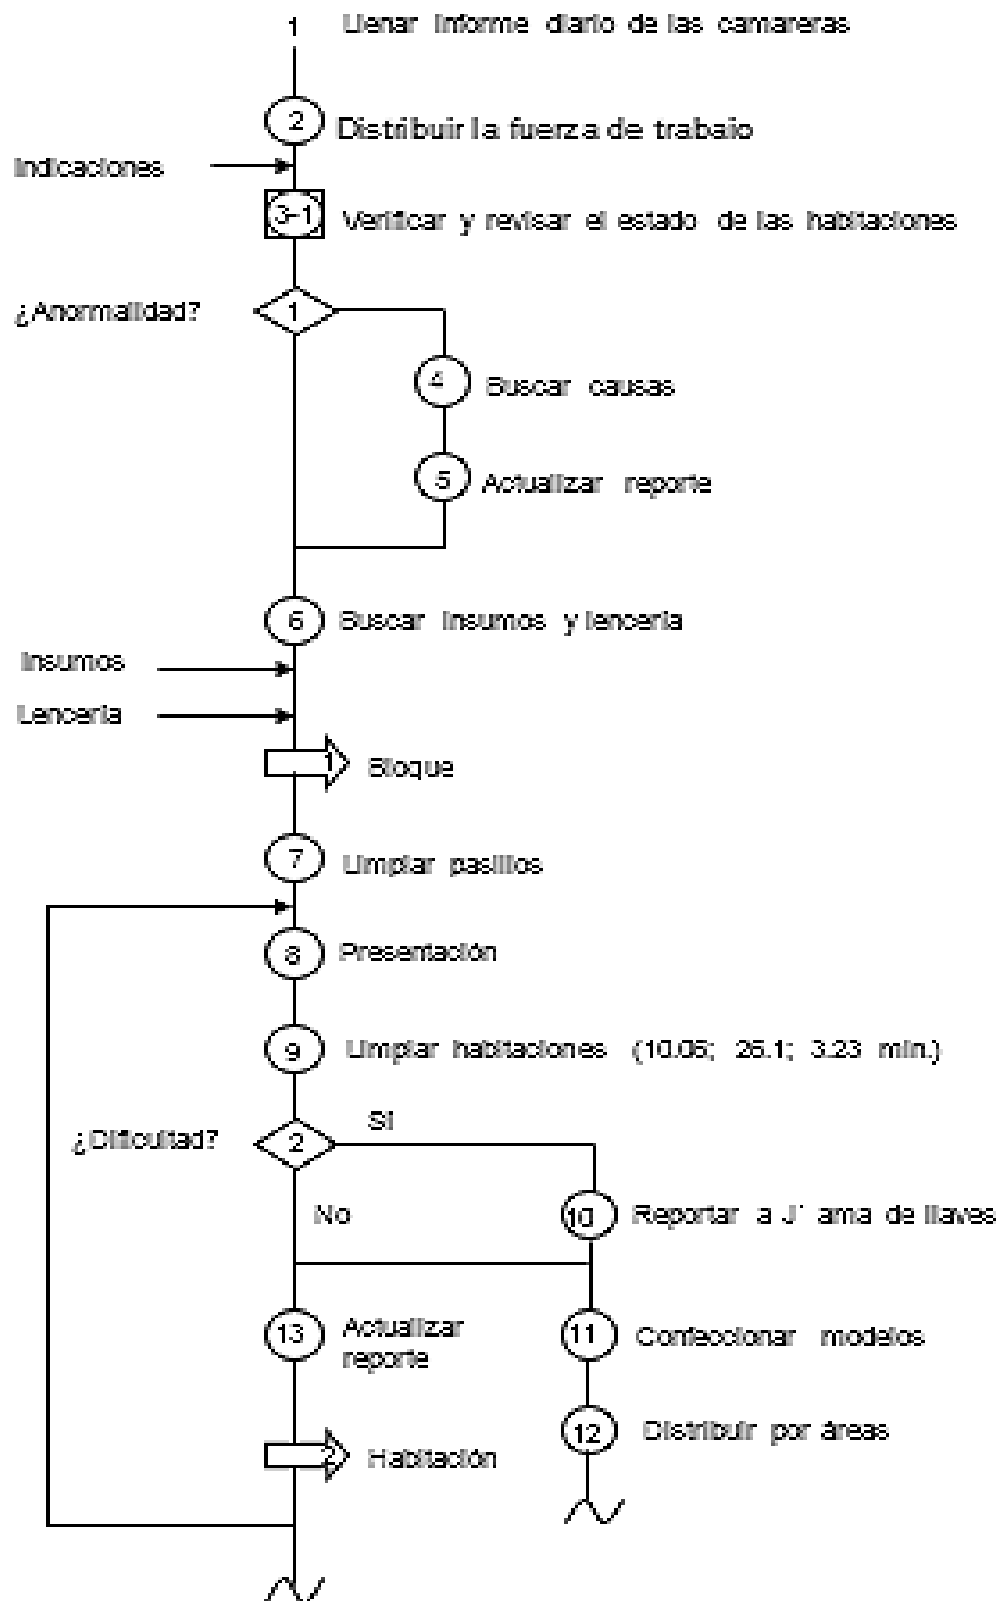 1 Llenar informe diario de las camareras
2 Distribuir la fuerza de trabajo
Indicaciones
3-1 Verificar y revisar el estado de las habitaciones
¿Anormalidad? 1
4 Buscar causas
5 Actualizar reporte
6 Buscar insumos y lencería
Insumos
Lencería
1 Bloque
7 Limpiar pasillos
8 Presentación
9 Limpiar habitaciones (10.06; 26.1; 3.23 min.)
Sí
¿Dificultad? 2
No
10 Reportar a J' ama de llaves
13 Actualizar
reporte
11 Confeccionar modelos
12 Distribuir por áreas
2 Habitación